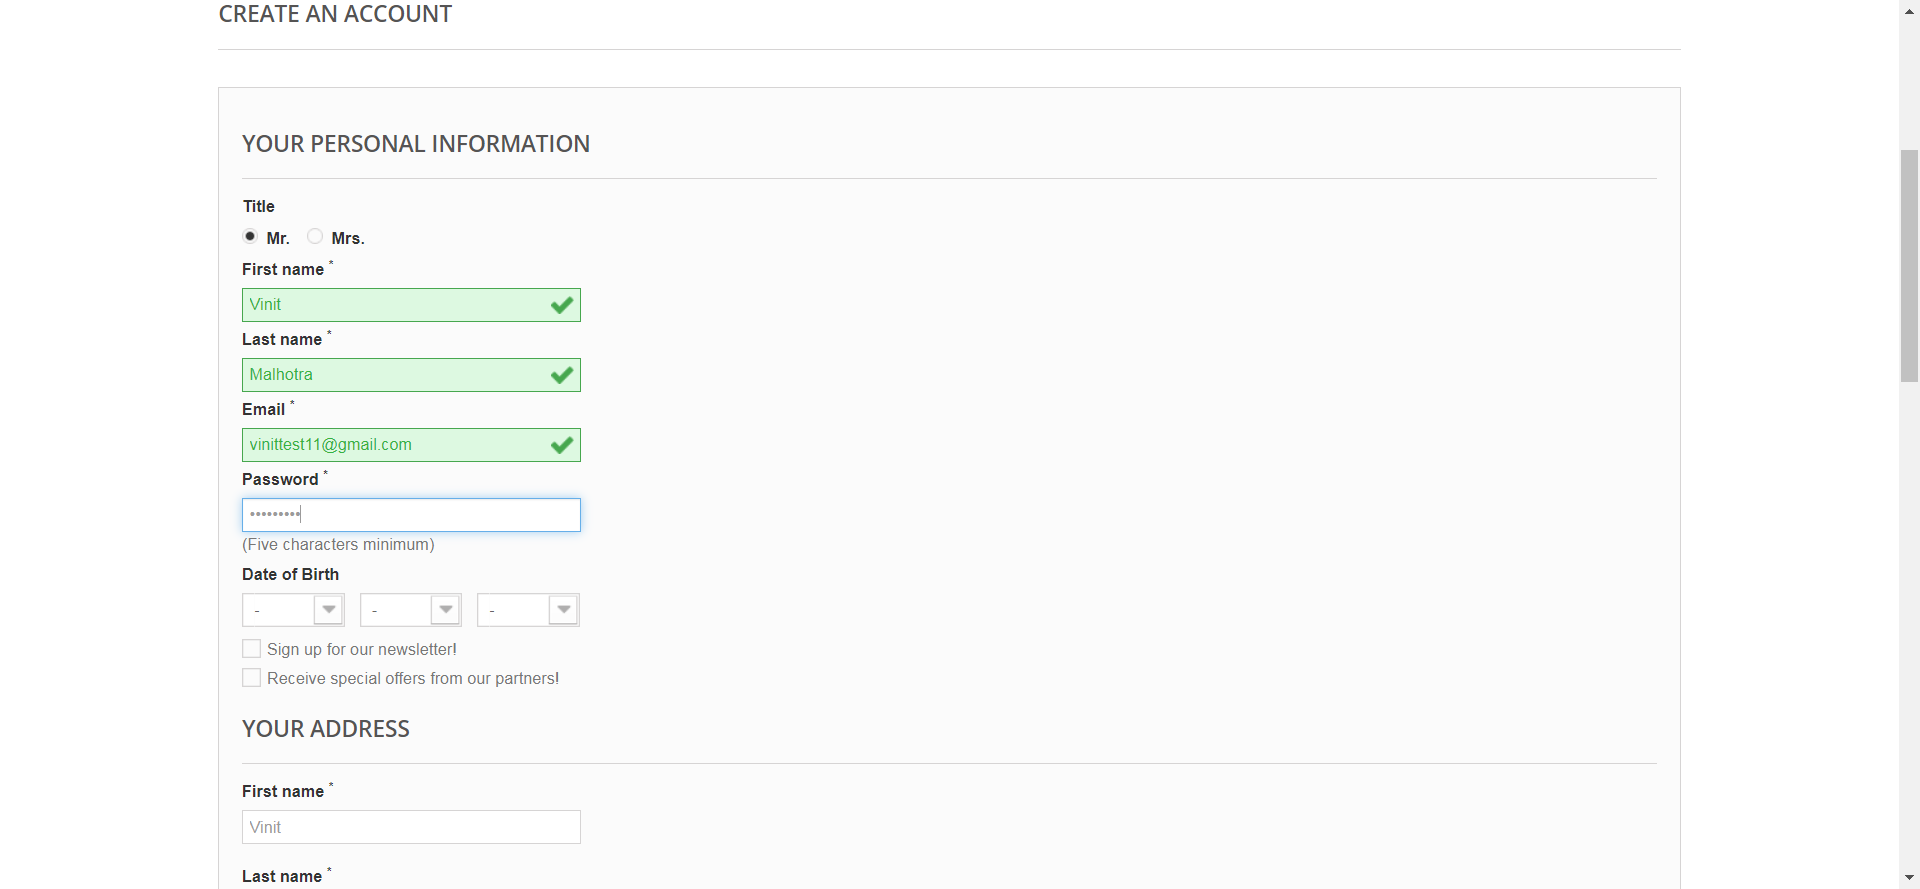 CREATE AN ACCOUNT
YOUR PERSONAL INFORMATION
Title
Mr. Mrs.
First name *
Vinit
Last name *
Malhotra
Email *
vinittest11@gmail.com
Password *
•••••••••
(Five characters minimum)
Date of Birth
- - -
Sign up for our newsletter!
Receive special offers from our partners!
YOUR ADDRESS
First name *
Vinit
Last name *